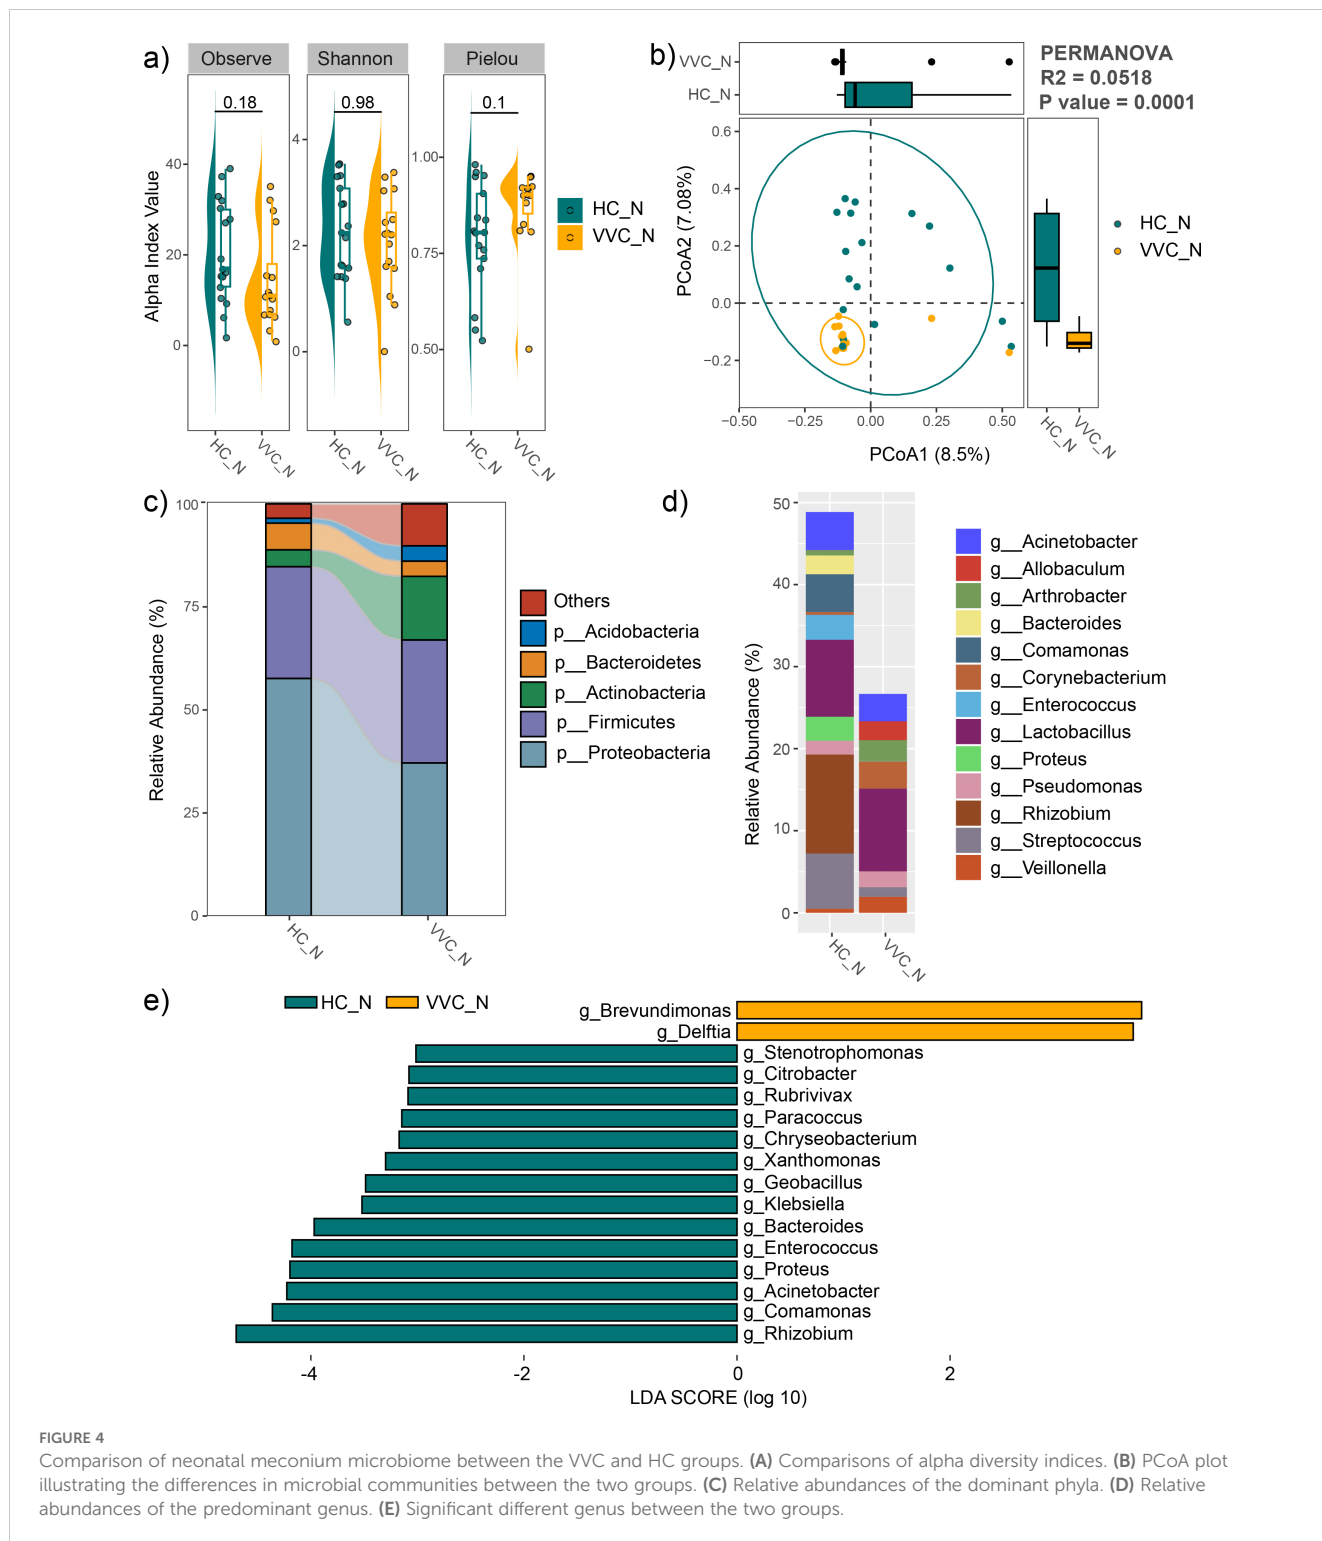 a)
Observe
Shannon
Pielou
0.18
0.98
0.1
Alpha Index Value
40
20
0
4
2
0
1.00
0.75
0.50
HC_N
VVC_N
HC_N
VVC_N
HC_N
VVC_N
HC_N
VVC_N
b)
VVC_N
HC_N
PERMANOVA
R2 = 0.0518
P value = 0.0001
PCoA2 (7.08%)
0.6
0.4
0.2
0.0
−0.2
−0.50
−0.25
0.00
0.25
0.50
PCoA1 (8.5%)
HC_N
VVC_N
HC_N
VVC_N
c)
Relative Abundance (%)
100
75
50
25
0
HC_N
VVC_N
Others
p__Acidobacteria
p__Bacteroidetes
p__Actinobacteria
p__Firmicutes
p__Proteobacteria
d)
Relative Abundance (%)
50
40
30
20
10
0
HC_N
VVC_N
g__Acinetobacter
g__Allobaculum
g__Arthrobacter
g__Bacteroides
g__Comamonas
g__Corynebacterium
g__Enterococcus
g__Lactobacillus
g__Proteus
g__Pseudomonas
g__Rhizobium
g__Streptococcus
g__Veillonella
e)
HC_N
VVC_N
g_Brevundimonas
g_Delftia
g_Stenotrophomonas
g_Citrobacter
g_Rubrivivax
g_Paracoccus
g_Chryseobacterium
g_Xanthomonas
g_Geobacillus
g_Klebsiella
g_Bacteroides
g_Enterococcus
g_Proteus
g_Acinetobacter
g_Comamonas
g_Rhizobium
-4
-2
0
2
LDA SCORE (log 10)
FIGURE 4
Comparison of neonatal meconium microbiome between the VVC and HC groups. (A) Comparisons of alpha diversity indices. (B) PCoA plot
illustrating the differences in microbial communities between the two groups. (C) Relative abundances of the dominant phyla. (D) Relative
abundances of the predominant genus. (E) Significant different genus between the two groups.